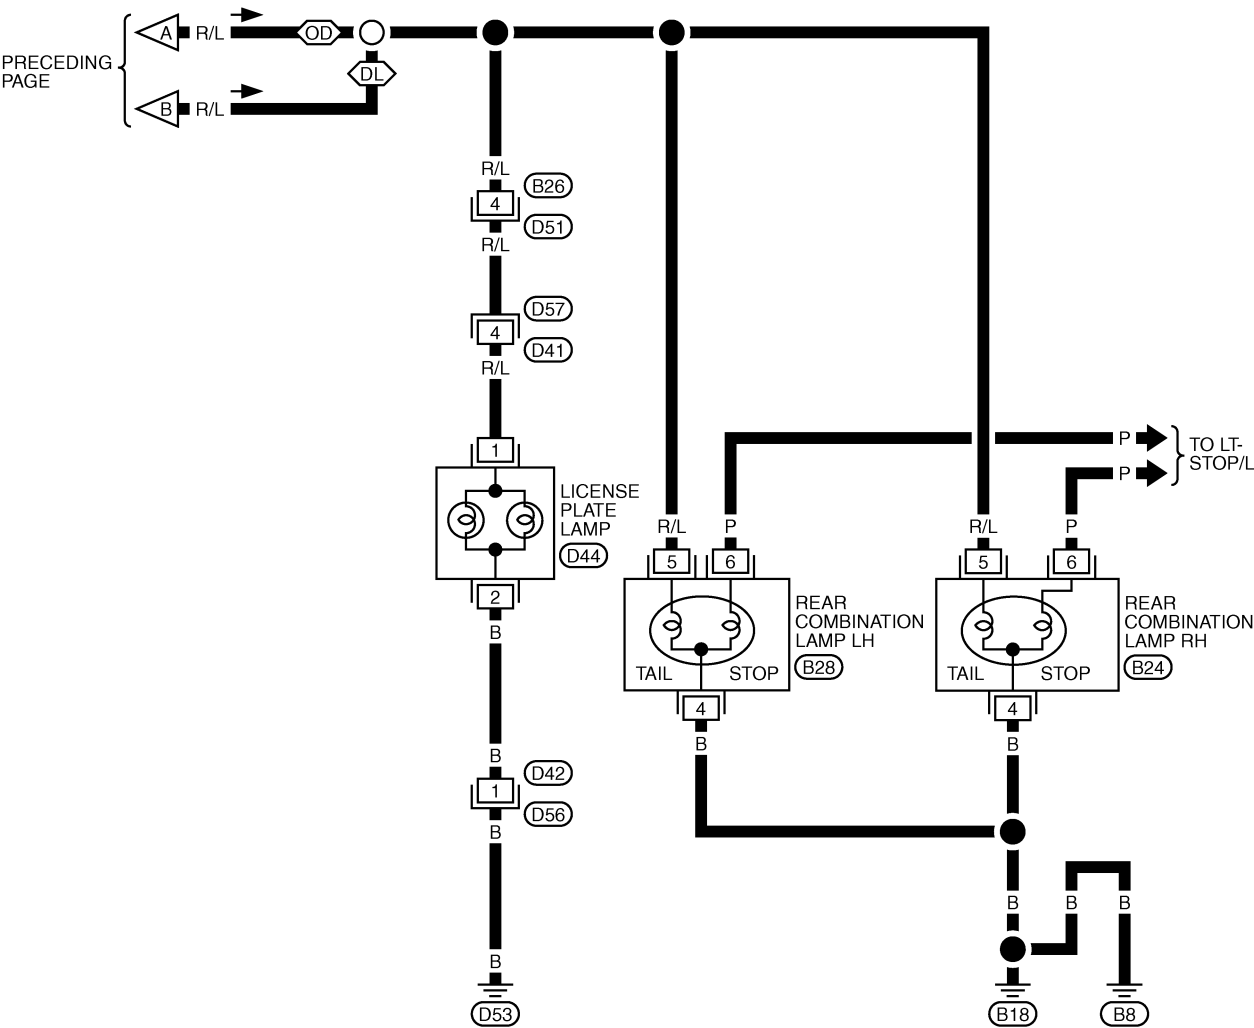 A R/L OD
PRECEDING
PAGE
DL
B R/L
R/L
B26
4
D51
R/L
D57
4
D41
R/L
1
LICENSE
PLATE
LAMP
D44
2
B
B
D42
1
D56
B
B
D53
R/L P
5 6
REAR
COMBINATION
LAMP LH
B28
TAIL STOP
4
B
P
P
TO LT-
STOP/L
R/L P
5 6
REAR
COMBINATION
LAMP RH
B24
TAIL STOP
4
B
B B B
B18 B8